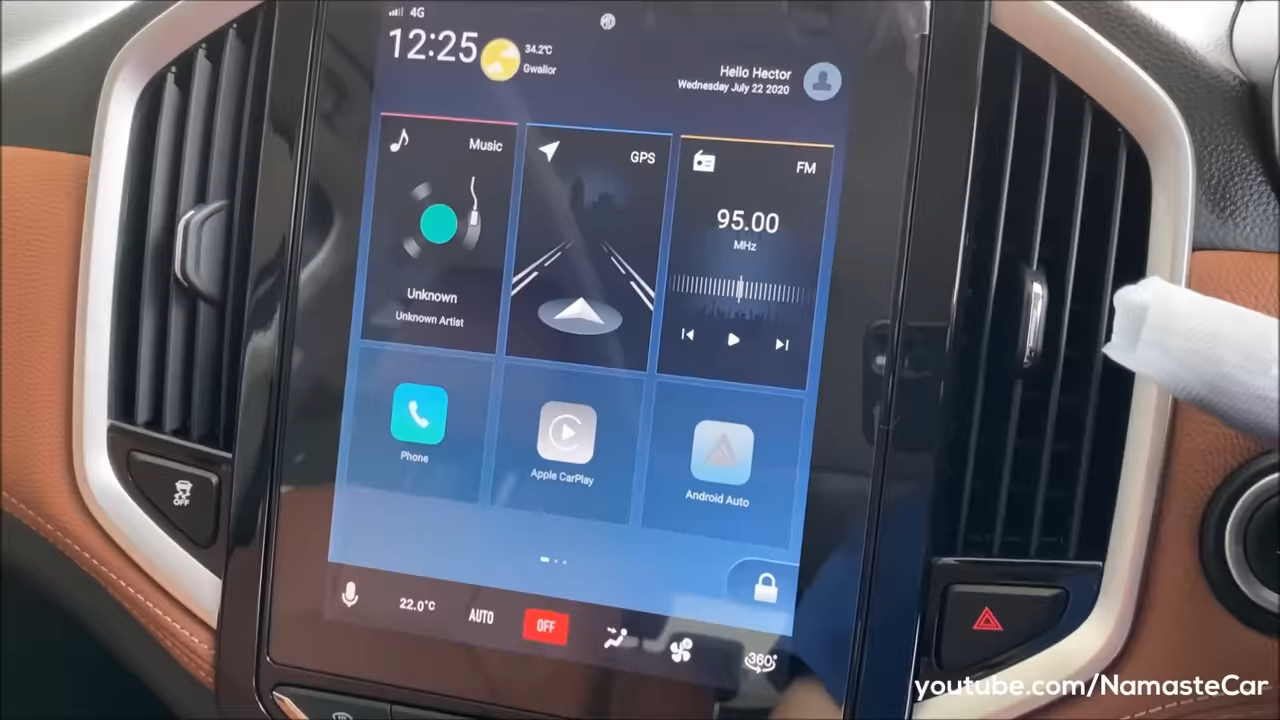 4G
12:25
34.2°C
Gwalior
Hello Hector
Wednesday July 22 2020
Music
GPS
FM
95.00
MHz
Unknown
Unknown Artist
Phone
Apple CarPlay
Android Auto
OFF
22.0°C
AUTO
OFF
360°
youtube.com/NamasteCar